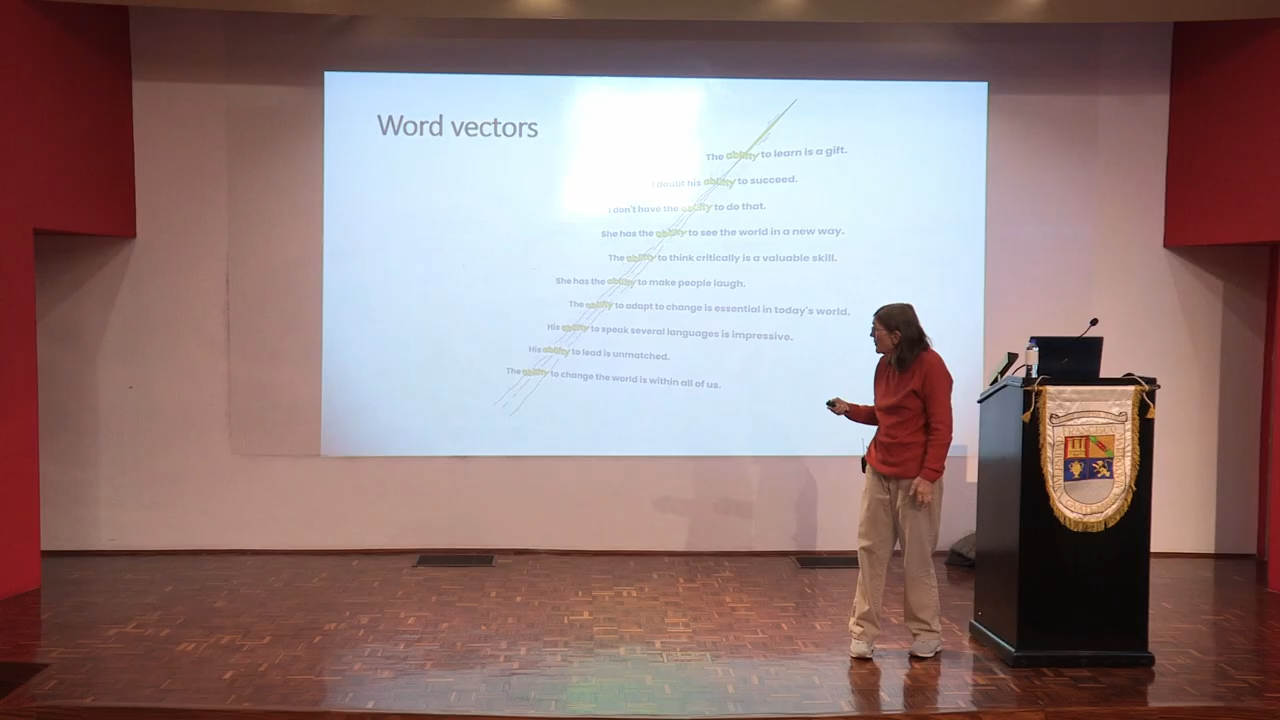 Word vectors
The ability to learn is a gift.
I doubt his ability to succeed.
I don't have the ability to do that.
She has the ability to see the world in a new way.
The ability to think critically is a valuable skill.
She has the ability to make people laugh.
The ability to adapt to change is essential in today's world.
His ability to speak several languages is impressive.
His ability to lead is unmatched.
The ability to change the world is within all of us.
UNIVERSIDAD FRANCISCO MARROQUIN